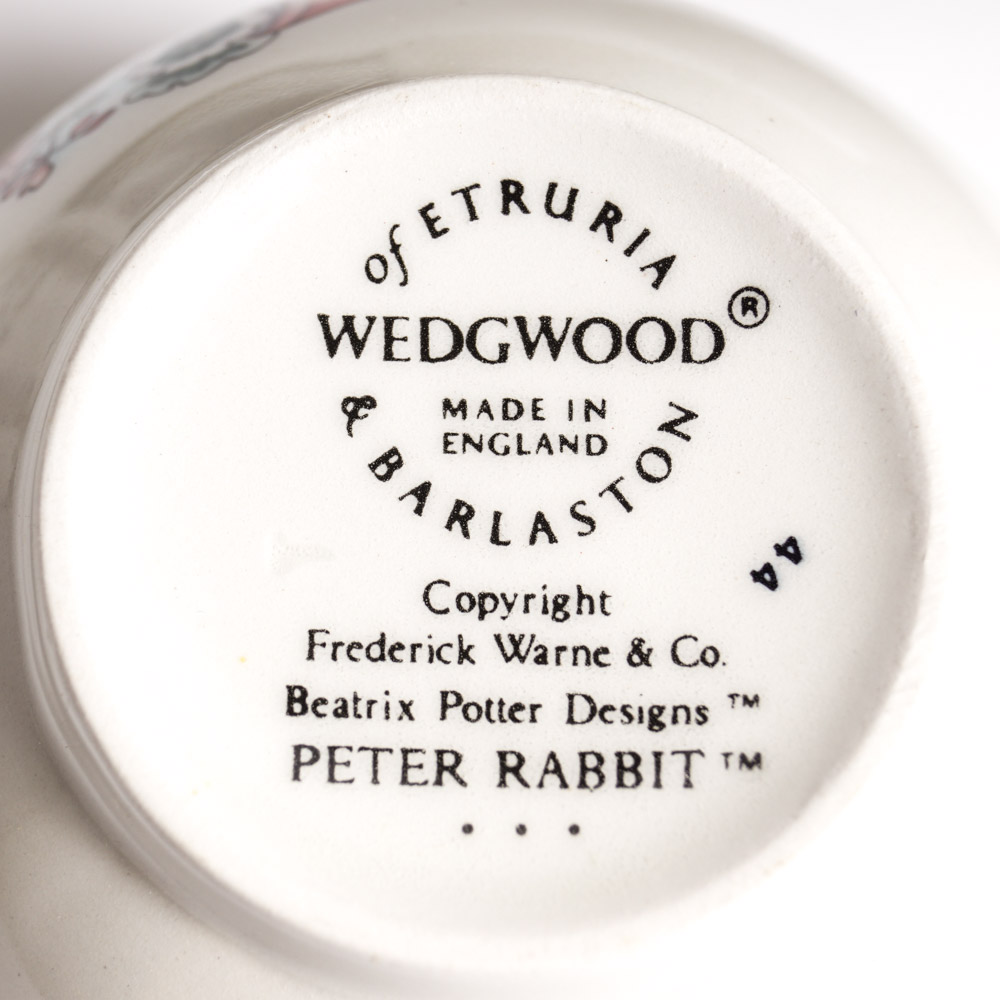 of ETRURIA
WEDGWOOD®
MADE IN
ENGLAND
& BARLASTON
44
Copyright
Frederick Warne & Co.
Beatrix Potter Designs ™
PETER RABBIT ™
• • •